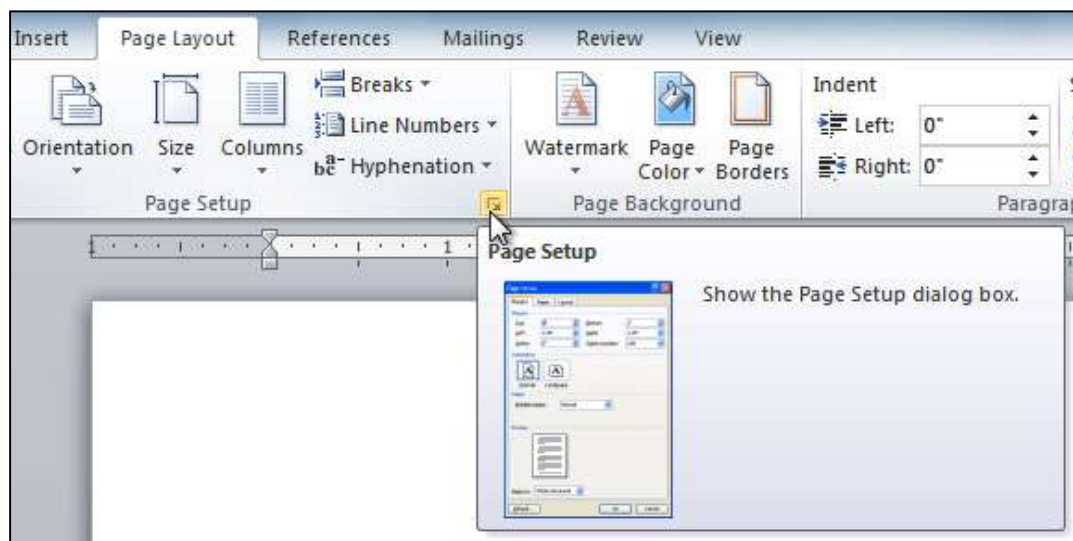 Insert Page Layout References Mailings Review View
Breaks
Line Numbers
Hyphenation
Orientation Size Columns
Page Setup
Watermark Page Color Page Borders
Page Background
Indent
Left: 0"
Right: 0"
Page Setup
Show the Page Setup dialog box.